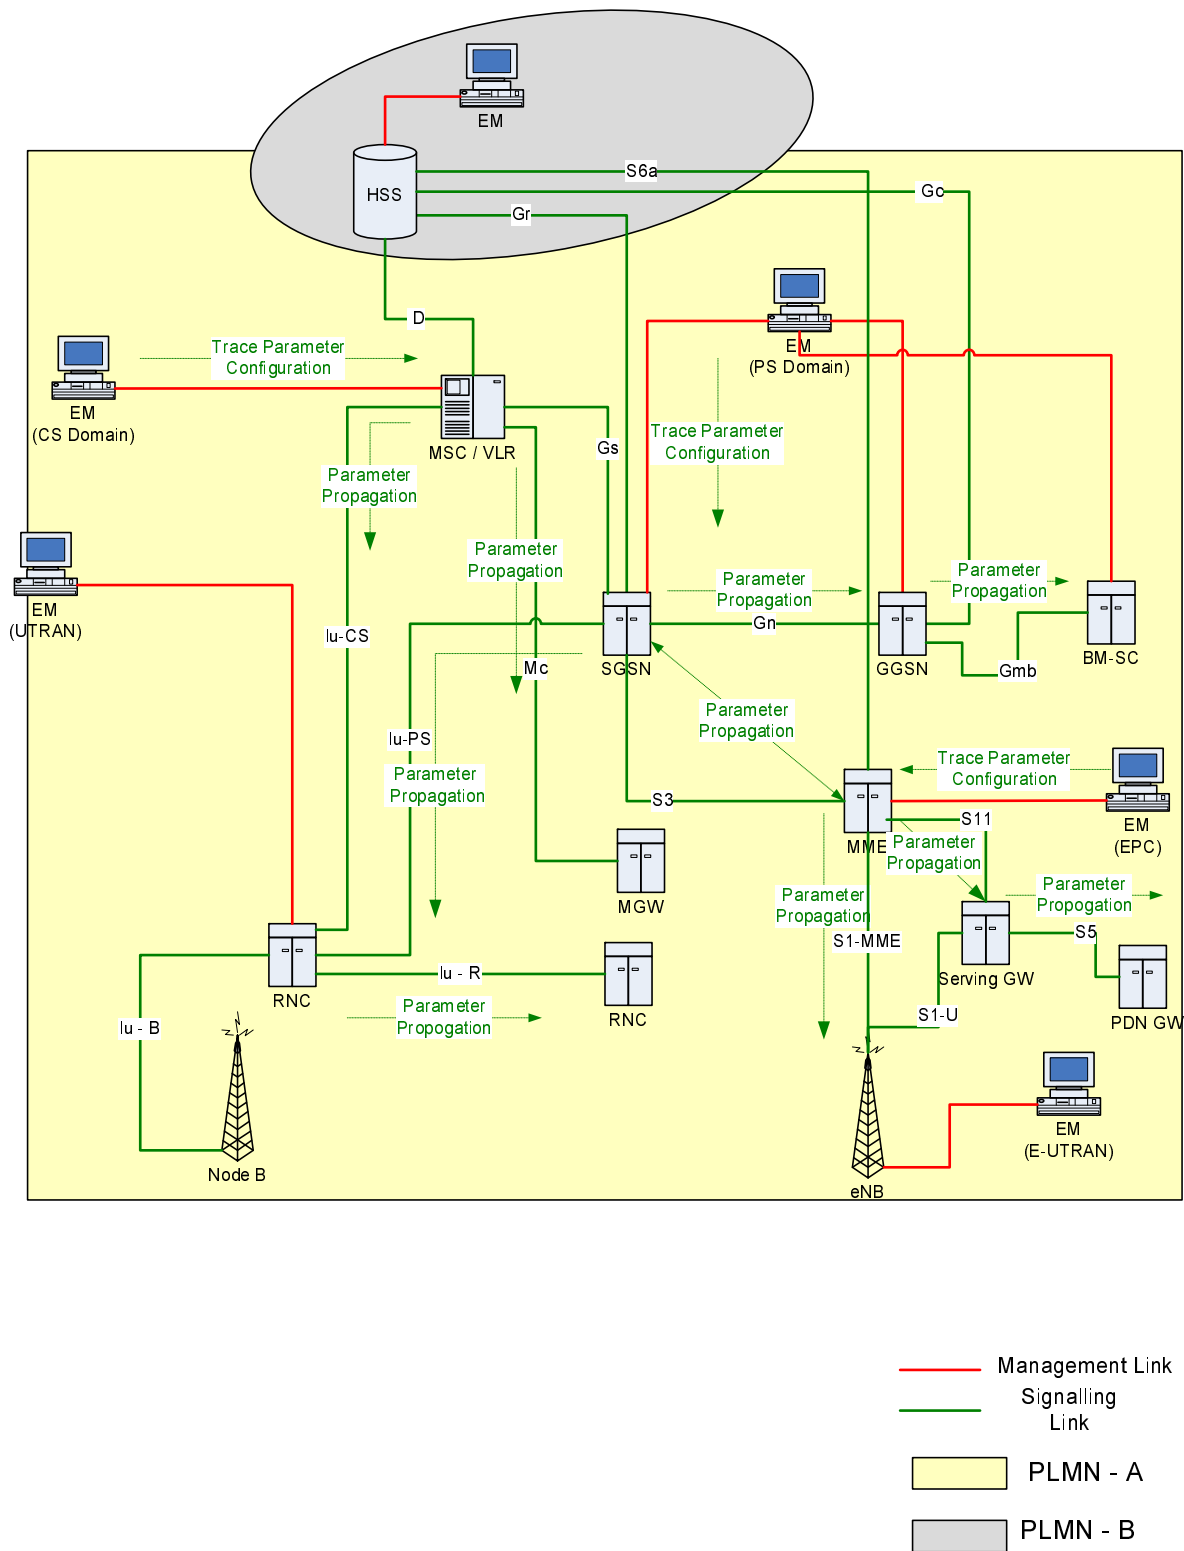 EM
HSS
S6a
Gc
Gr
D
Trace Parameter
Configuration
EM
(PS Domain)
EM
(CS Domain)
MSC / VLR
Gs
Trace Parameter
Configuration
Parameter
Propagation
Parameter
Propagation
Parameter
Propagation
Parameter
Propagation
EM
(UTRAN)
Iu-CS
Gn
Mc
SGSN
GGSN
Gmb
BM-SC
Parameter
Propagation
Iu-PS
Parameter
Propagation
Trace Parameter
Configuration
S3
S11
MME
EM
(EPC)
Parameter
Propagation
Parameter
Propagation
Parameter
Propogation
MGW
S1-MME
S5
Serving GW
Iu - R
RNC
RNC
Parameter
Propogation
Iu - B
S1-U
PDN GW
Node B
EM
(E-UTRAN)
eNB
Management Link
Signalling
Link
PLMN - A
PLMN - B